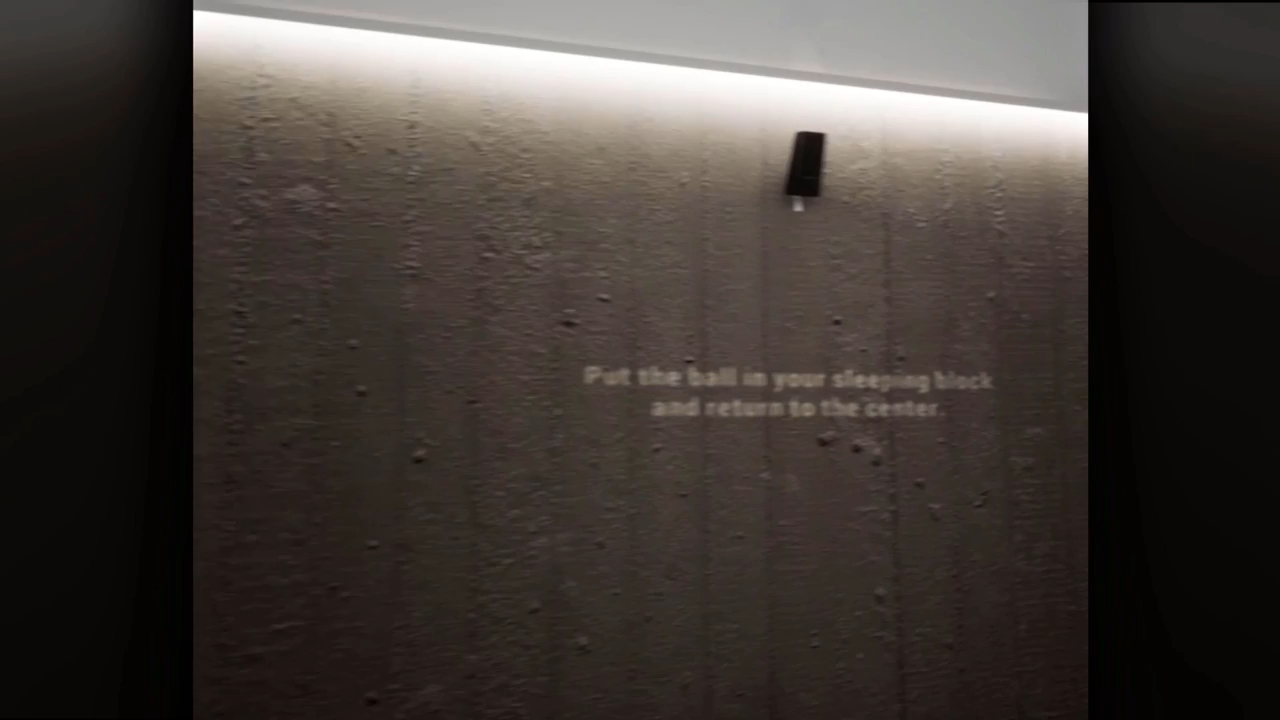 Put the ball in your sleeping block
and return to the center.